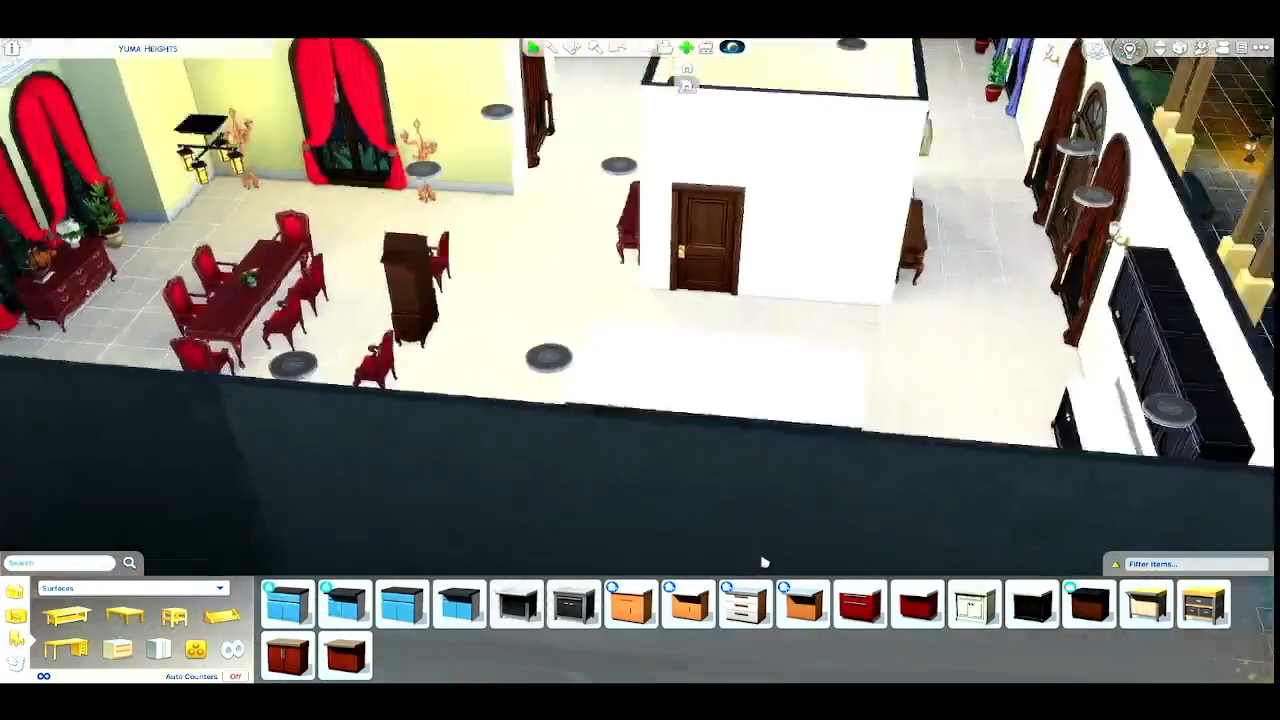 YUMA HEIGHTS
Search
Filter Items...
Surfaces
Auto Counters Off